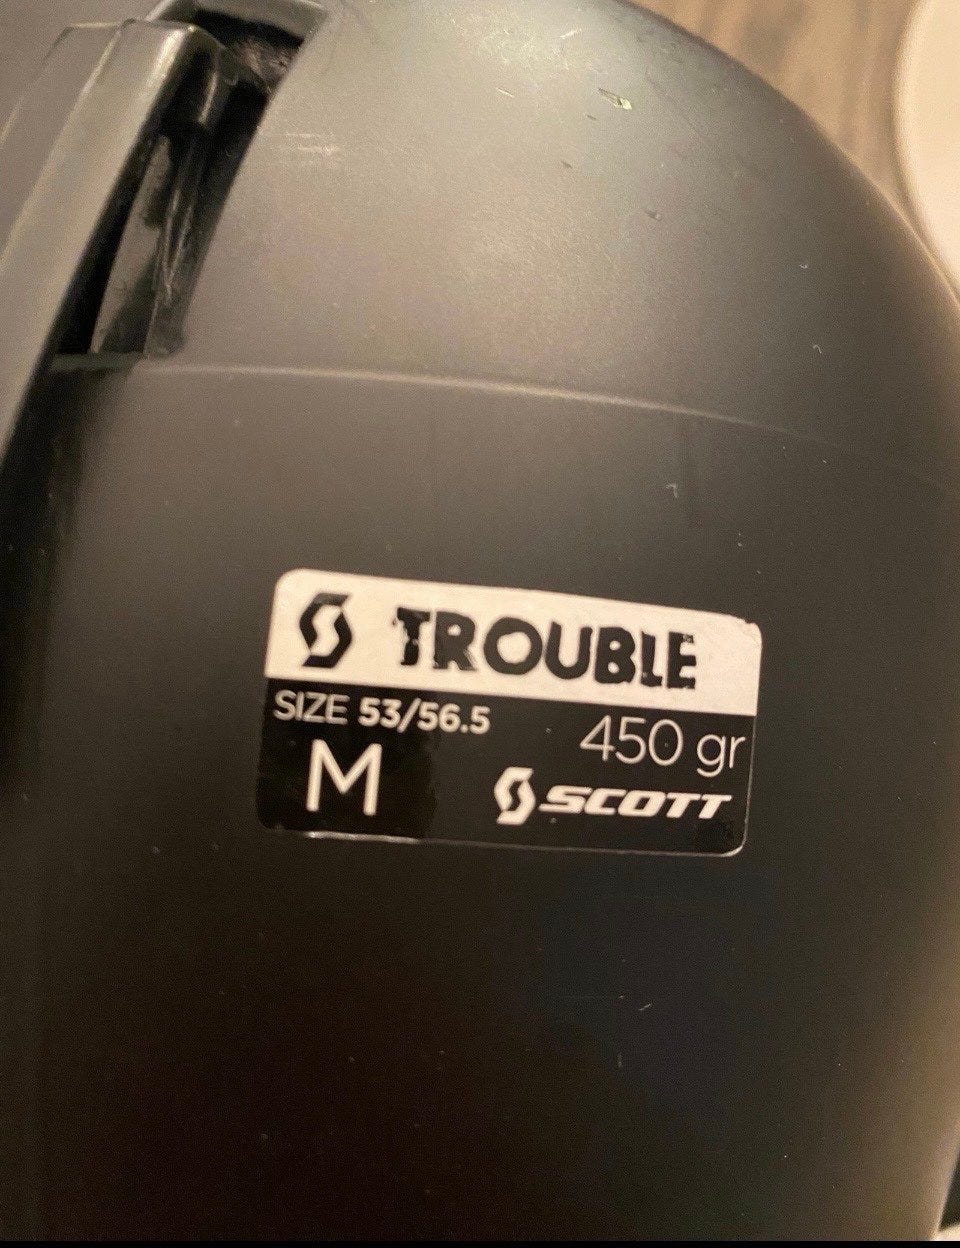 TROUBLE
SIZE 53/56.5
450 gr
M
SCOTT